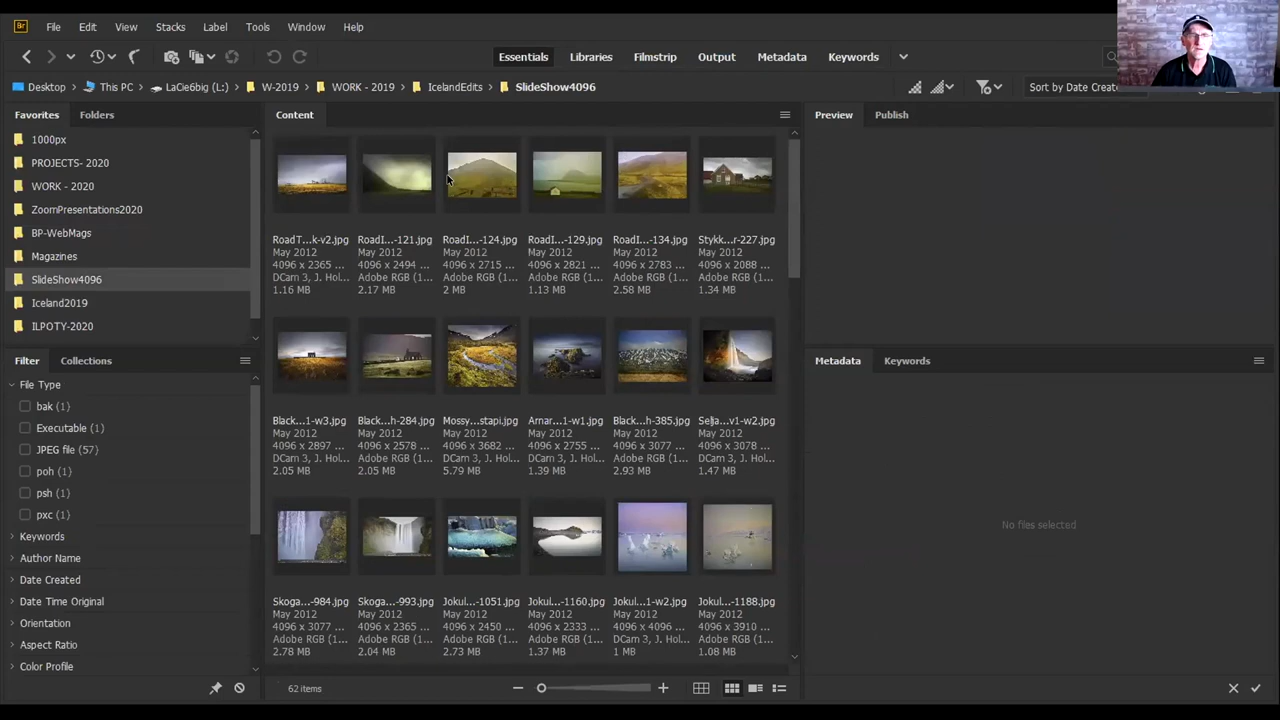 Br File Edit View Stacks Label Tools Window Help
Essentials Libraries Filmstrip Output Metadata Keywords
Desktop This PC LaCie6big (L:) W-2019 WORK - 2019 IcelandEdits SlideShow4096 Sort by Date Create
Favorites Folders
1000px
PROJECTS- 2020
WORK - 2020
ZoomPresentations2020
BP-WebMags
Magazines
SlideShow4096
Iceland2019
ILPOTY-2020
Filter Collections
File Type
bak (1)
Executable (1)
JPEG file (57)
poh (1)
psh (1)
pxc (1)
Keywords
Author Name
Date Created
Date Time Original
Orientation
Aspect Ratio
Color Profile
Content
RoadT...k-v2.jpg RoadI...-121.jpg RoadI...-124.jpg RoadI...-129.jpg RoadI...-134.jpg Stykk...r-227.jpg
May 2012 May 2012 May 2012 May 2012 May 2012 May 2012
4096 x 2365 ... 4096 x 2494 ... 4096 x 2715 ... 4096 x 2821 ... 4096 x 2783 ... 4096 x 2088 ...
DCam 3, J. Hol... Adobe RGB (1... Adobe RGB (1... Adobe RGB (1... Adobe RGB (1... Adobe RGB (1...
1.16 MB 2.17 MB 2 MB 1.13 MB 2.58 MB 1.34 MB
Black...1-w3.jpg Black...h-284.jpg Mossy...stapi.jpg Arnar...1-w1.jpg Black...h-385.jpg Selja...v1-w2.jpg
May 2012 May 2012 May 2012 May 2012 May 2012 May 2012
4096 x 2897 ... 4096 x 2578 ... 4096 x 3682 ... 4096 x 2755 ... 4096 x 3077 ... 4096 x 3078 ...
DCam 3, J. Hol... DCam 3, J. Hol... Adobe RGB (1... DCam 3, J. Hol... Adobe RGB (1... DCam 3, J. Hol...
2.05 MB 2.05 MB 5.79 MB 1.39 MB 2.93 MB 1.47 MB
Skoga...-984.jpg Skoga...-993.jpg Jokul...-1051.jpg Jokul...-1160.jpg Jokul...1-w2.jpg Jokul...-1188.jpg
May 2012 May 2012 May 2012 May 2012 May 2012 May 2012
4096 x 3077 ... 4096 x 2365 ... 4096 x 2450 ... 4096 x 2333 ... 4096 x 4096 ... 4096 x 3910 ...
Adobe RGB (1... Adobe RGB (1... Adobe RGB (1... Adobe RGB (1... DCam 3, J. Hol... Adobe RGB (1...
2.78 MB 2.04 MB 2.73 MB 1.37 MB 1 MB 1.08 MB
62 items
Preview Publish
Metadata Keywords
No files selected